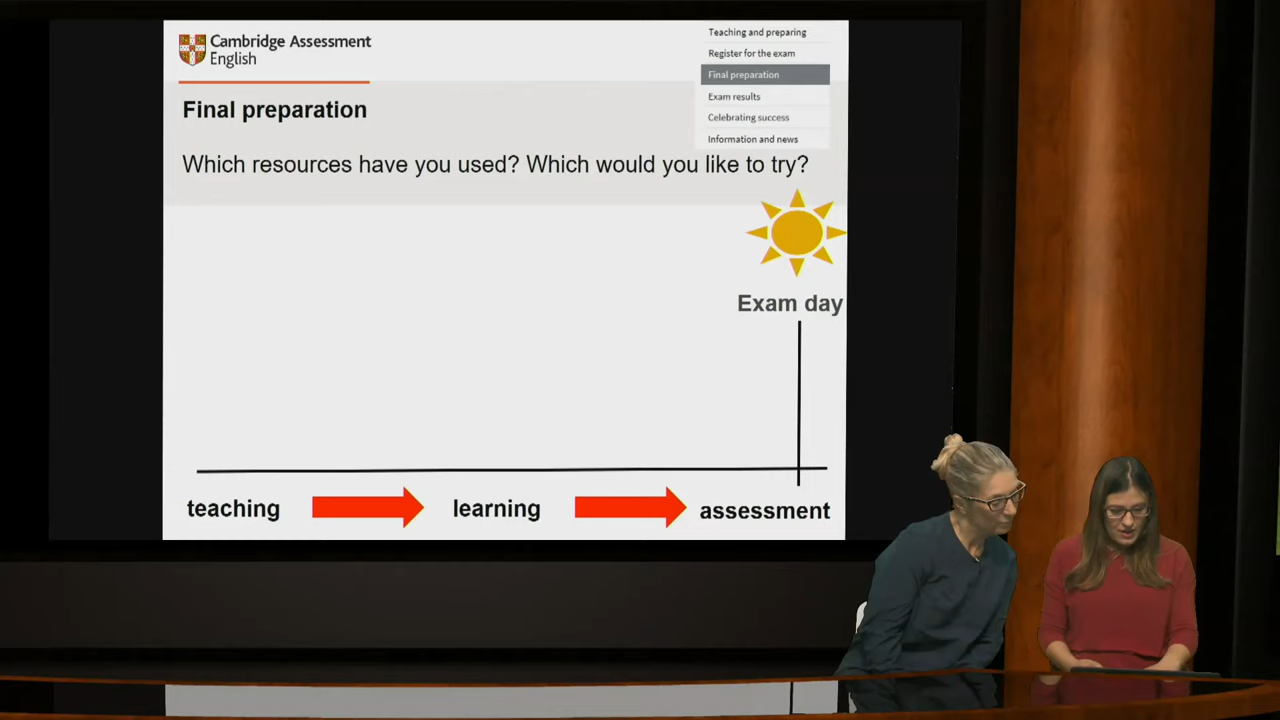 Cambridge Assessment
English
Teaching and preparing
Register for the exam
Final preparation
Exam results
Celebrating success
Information and news
Final preparation
Which resources have you used? Which would you like to try?
Exam day
teaching
learning
assessment